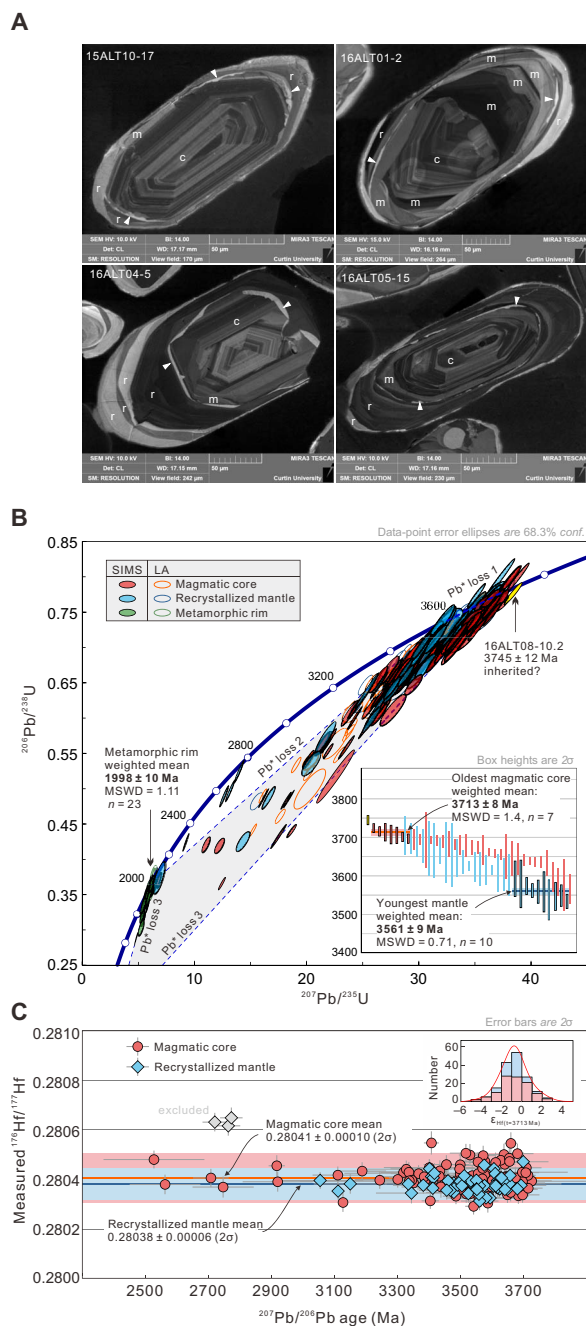 A
15ALT10-17
r
m
c
r
r
SEM HV: 10.0 kV BI: 14.00 MIRA3 TESCAN
Det: CL WD: 17.17 mm 50 µm
SM: RESOLUTION View field: 170 µm Curtin University
16ALT01-2
m
m
m
r
r
c
m
m
SEM HV: 15.0 kV BI: 14.00 MIRA3 TESCAN
Det: CL WD: 16.16 mm 50 µm
SM: RESOLUTION View field: 264 µm Curtin University
16ALT04-5
c
r
r
r
m
SEM HV: 10.0 kV BI: 14.00 MIRA3 TESCAN
Det: CL WD: 17.15 mm 50 µm
SM: RESOLUTION View field: 242 µm Curtin University
16ALT05-15
c
m
r
r
SEM HV: 10.0 kV BI: 14.00 MIRA3 TESCAN
Det: CL WD: 17.18 mm 50 µm
SM: RESOLUTION View field: 230 µm Curtin University
B
Data-point error ellipses are 68.3% conf.
0.85
0.75
0.65
0.55
0.45
0.35
0.25
206Pb/238U
SIMS LA
Magmatic core
Recrystallized mantle
Metamorphic rim
Pb* loss 1
3600
3200
2800
2400
2000
Pb* loss 2
Pb* loss 3
Pb* loss 3
16ALT08-10.2
3745 ± 12 Ma
inherited?
Metamorphic rim
weighted mean
1998 ± 10 Ma
MSWD = 1.11
n = 23
Box heights are 2σ
3800
3700
3600
3500
3400
Oldest magmatic core
weighted mean:
3713 ± 8 Ma
MSWD = 1.4, n = 7
Youngest mantle
weighted mean:
3561 ± 9 Ma
MSWD = 0.71, n = 10
0 10 20 30 40
207Pb/235U
C
Error bars are 2σ
0.2810
0.2808
0.2806
0.2804
0.2802
0.2800
Measured 176Hf/177Hf
Magmatic core
Recrystallized mantle
excluded
Magmatic core mean
0.28041 ± 0.00010 (2σ)
Recrystallized mantle mean
0.28038 ± 0.00006 (2σ)
60
40
20
0
Number
−6 −4 −2 0 2 4
εHf(t=3713 Ma)
2500 2700 2900 3100 3300 3500 3700
207Pb/206Pb age (Ma)